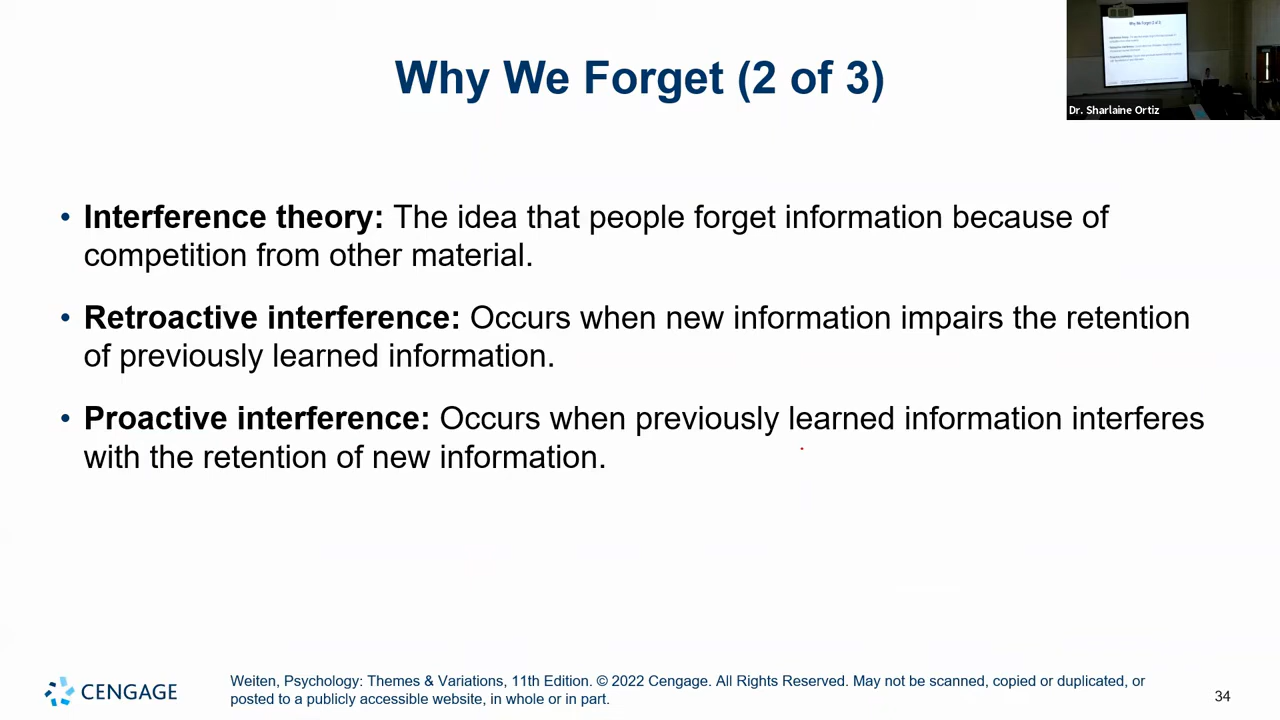 Why We Forget (2 of 3)
Dr. Sharlaine Ortiz
• Interference theory: The idea that people forget information because of
competition from other material.
• Retroactive interference: Occurs when new information impairs the retention
of previously learned information.
• Proactive interference: Occurs when previously learned information interferes
with the retention of new information.
CENGAGE
Weiten, Psychology: Themes & Variations, 11th Edition. © 2022 Cengage. All Rights Reserved. May not be scanned, copied or duplicated, or
posted to a publicly accessible website, in whole or in part.
34